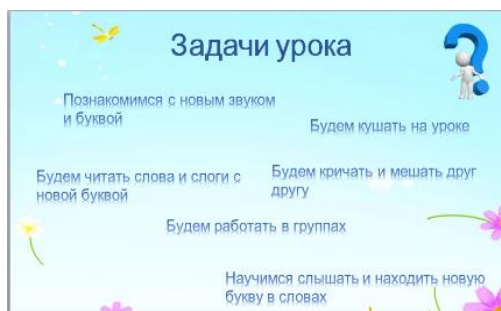 Задачи урока
Познакомимся с новым звуком
и буквой
Будем кушать на уроке
Будем читать слова и слоги с
новой буквой
Будем кричать и мешать друг
другу
Будем работать в группах
Научимся слышать и находить новую
букву в словах